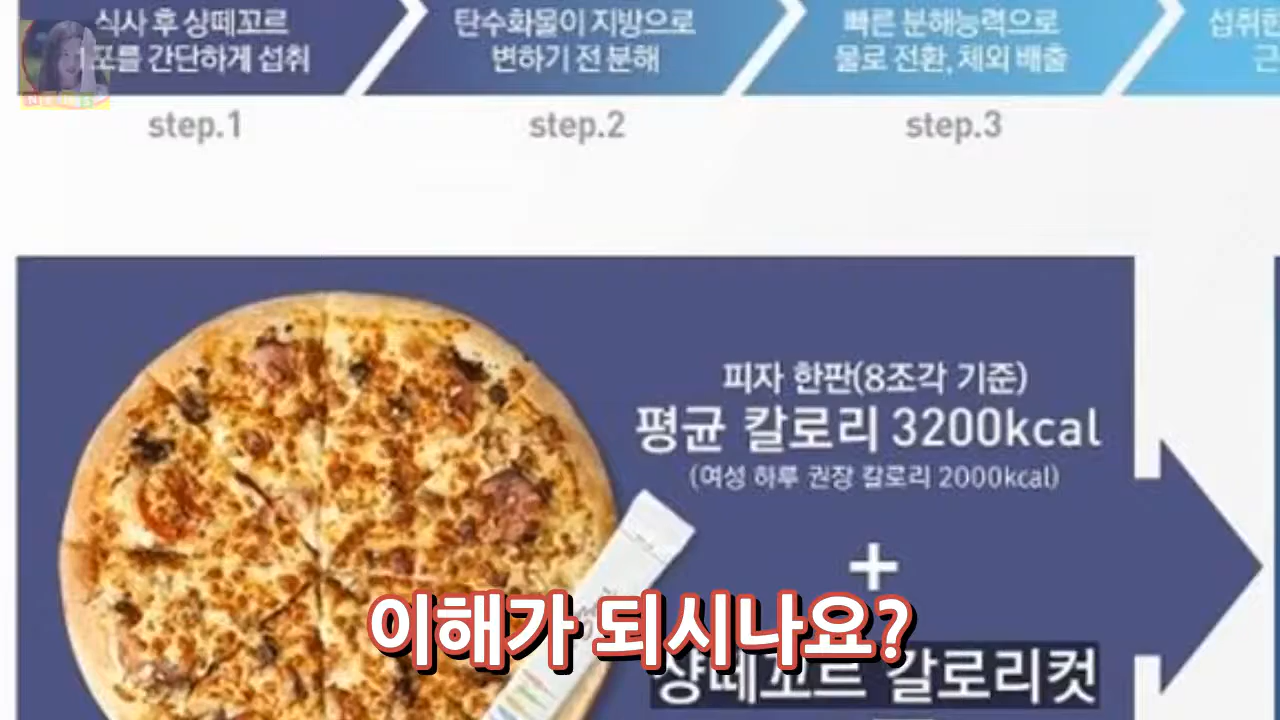 식사 후 샹떼꼬르
1포를 간단하게 섭취
탄수화물이 지방으로
변하기 전 분해
빠른 분해능력으로
물로 전환, 체외 배출
step.1
step.2
step.3
피자 한판(8조각 기준)
평균 칼로리 3200kcal
(여성 하루 권장 칼로리 2000kcal)
+
이해가 되시나요?
샹떼꼬르 칼로리컷
NEWS